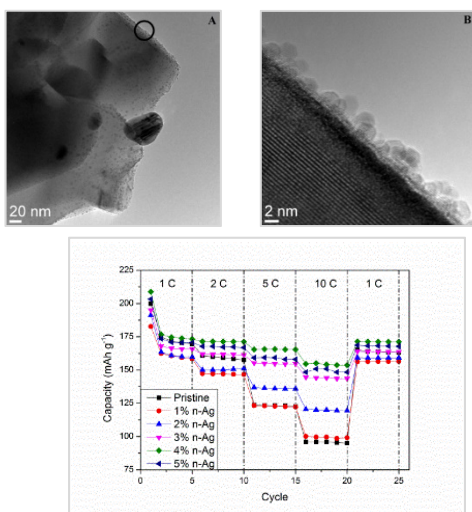 A
20 nm
B
2 nm
1 C 2 C 5 C 10 C 1 C
225
200
175
150
125
100
75
Capacity (mAh g⁻¹)
Pristine
1% n-Ag
2% n-Ag
3% n-Ag
4% n-Ag
5% n-Ag
0 5 10 15 20 25
Cycle